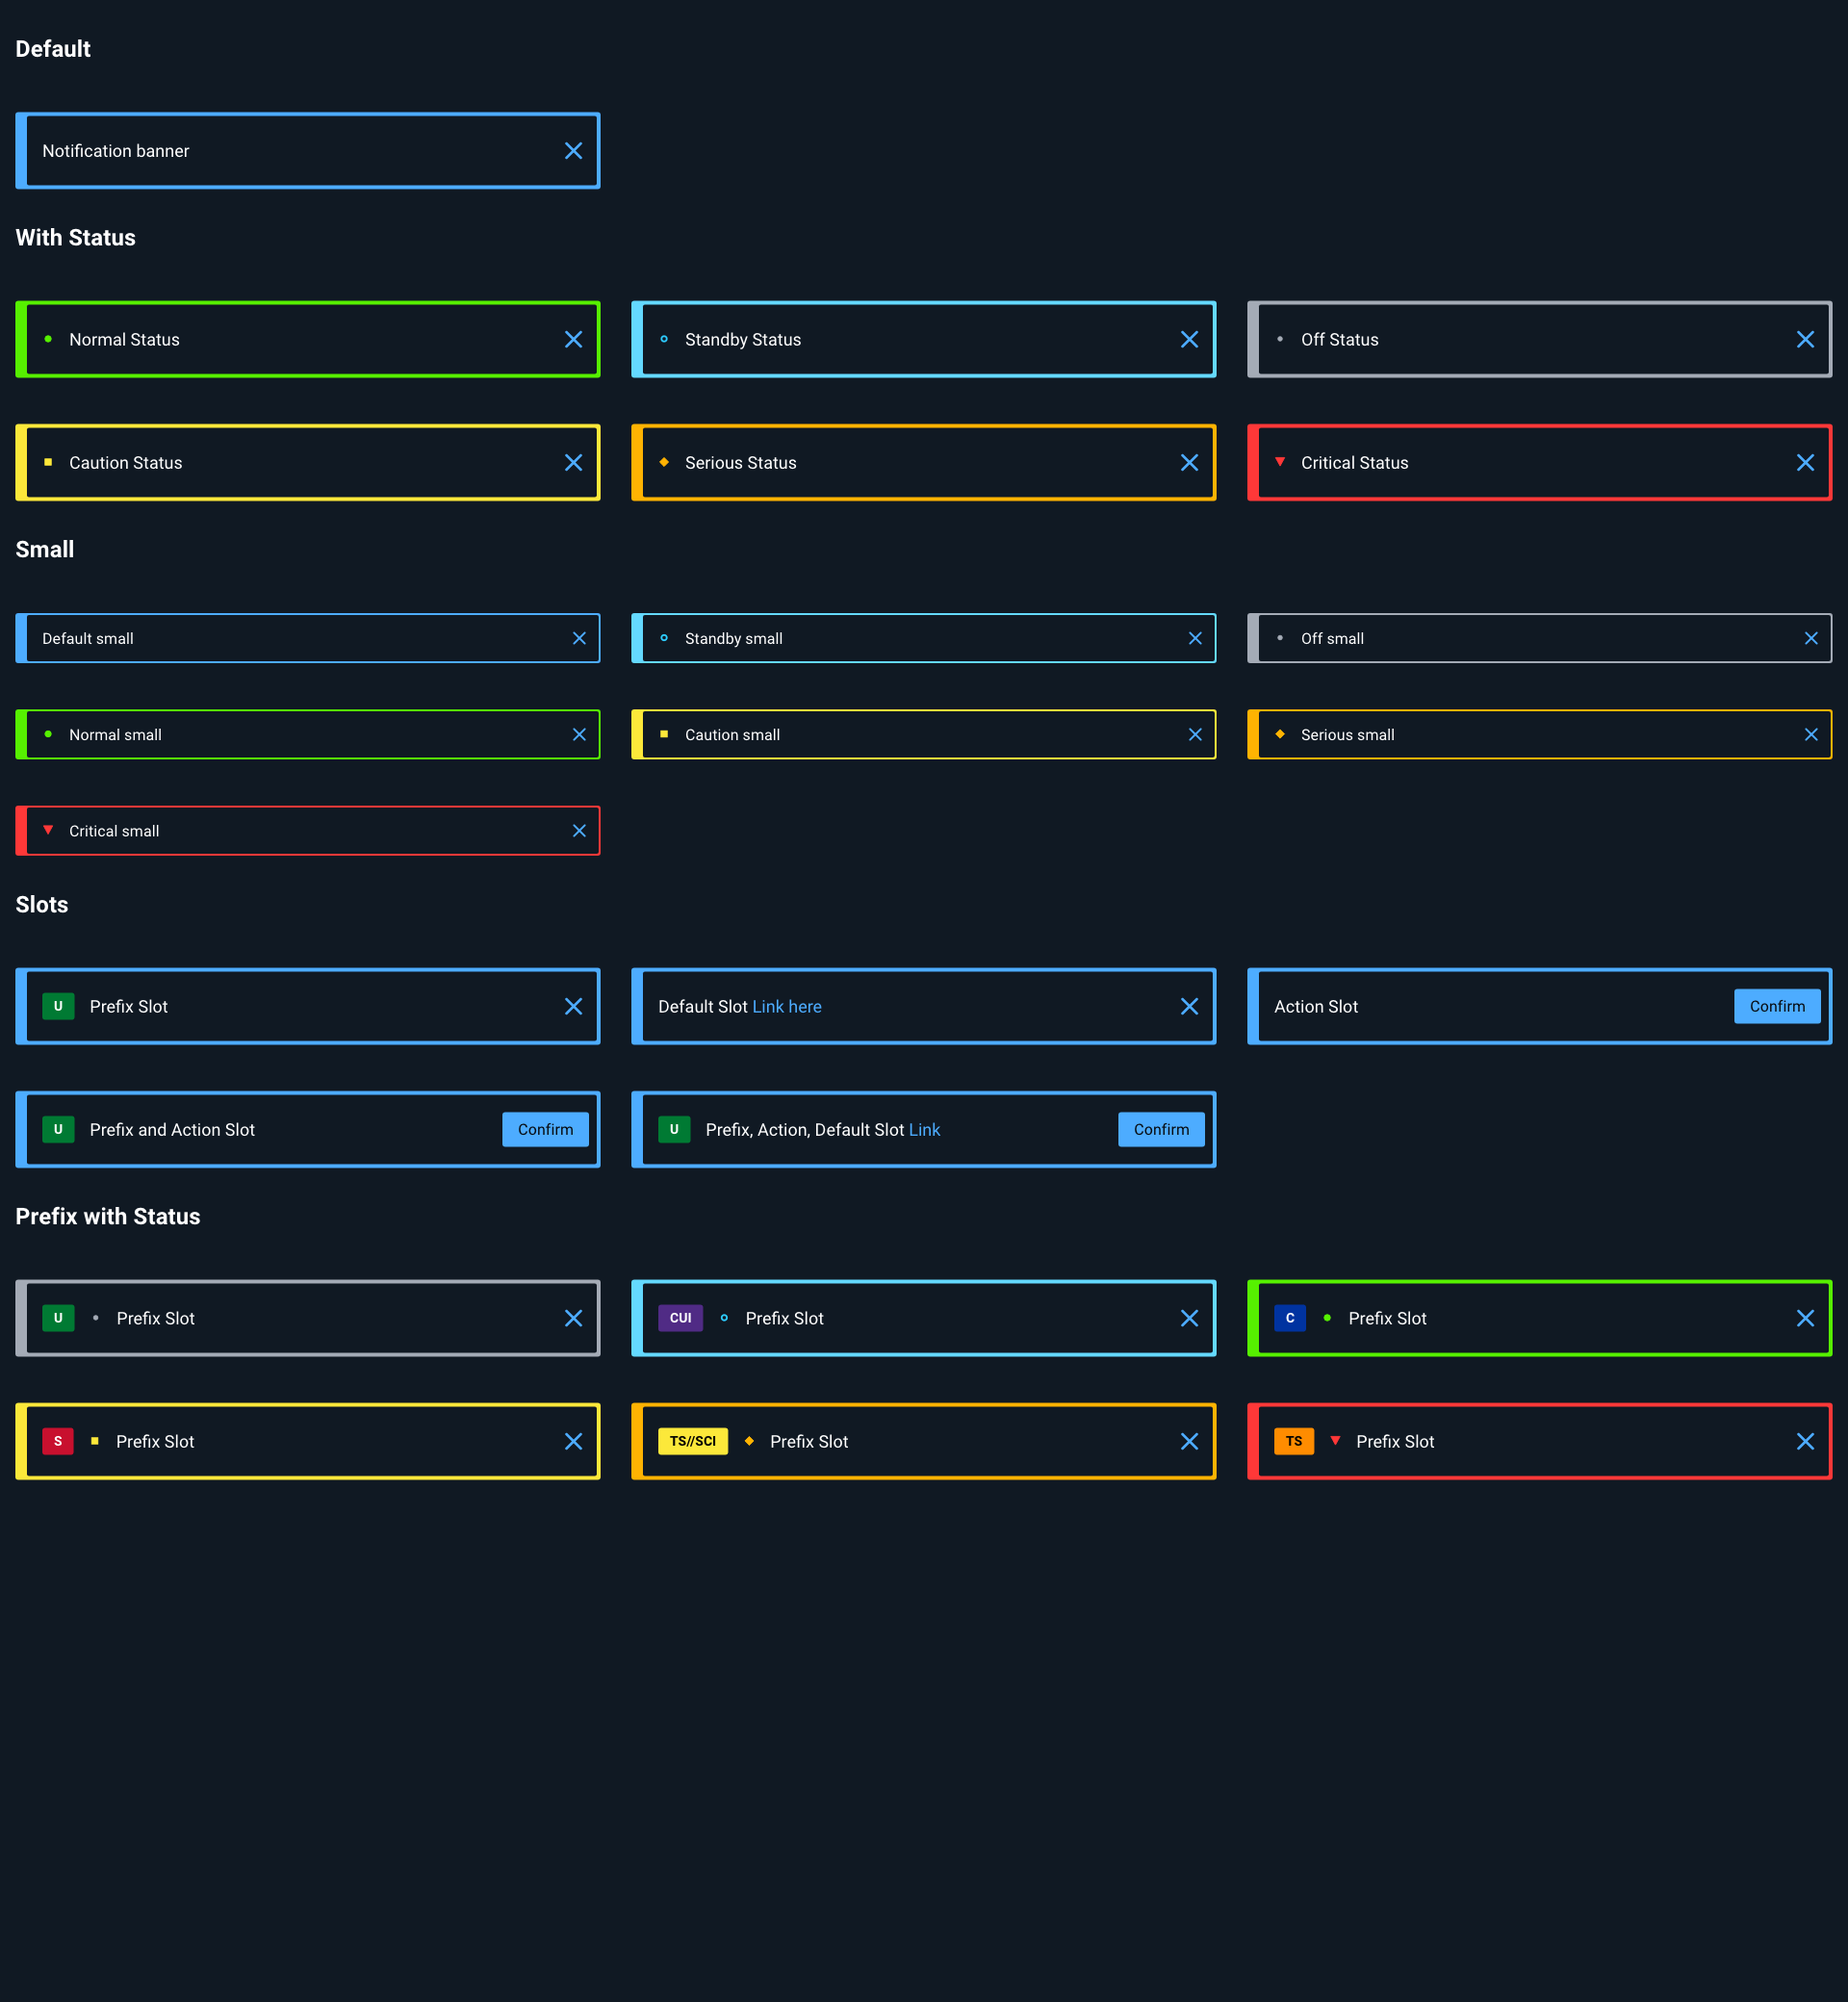 Default
Notification banner
With Status
Normal Status
Standby Status
Off Status
Caution Status
Serious Status
Critical Status
Small
Default small
Standby small
Off small
Normal small
Caution small
Serious small
Critical small
Slots
U Prefix Slot
Default Slot Link here
Action Slot Confirm
U Prefix and Action Slot Confirm
U Prefix, Action, Default Slot Link Confirm
Prefix with Status
U Prefix Slot
CUI Prefix Slot
C Prefix Slot
S Prefix Slot
TS//SCI Prefix Slot
TS Prefix Slot